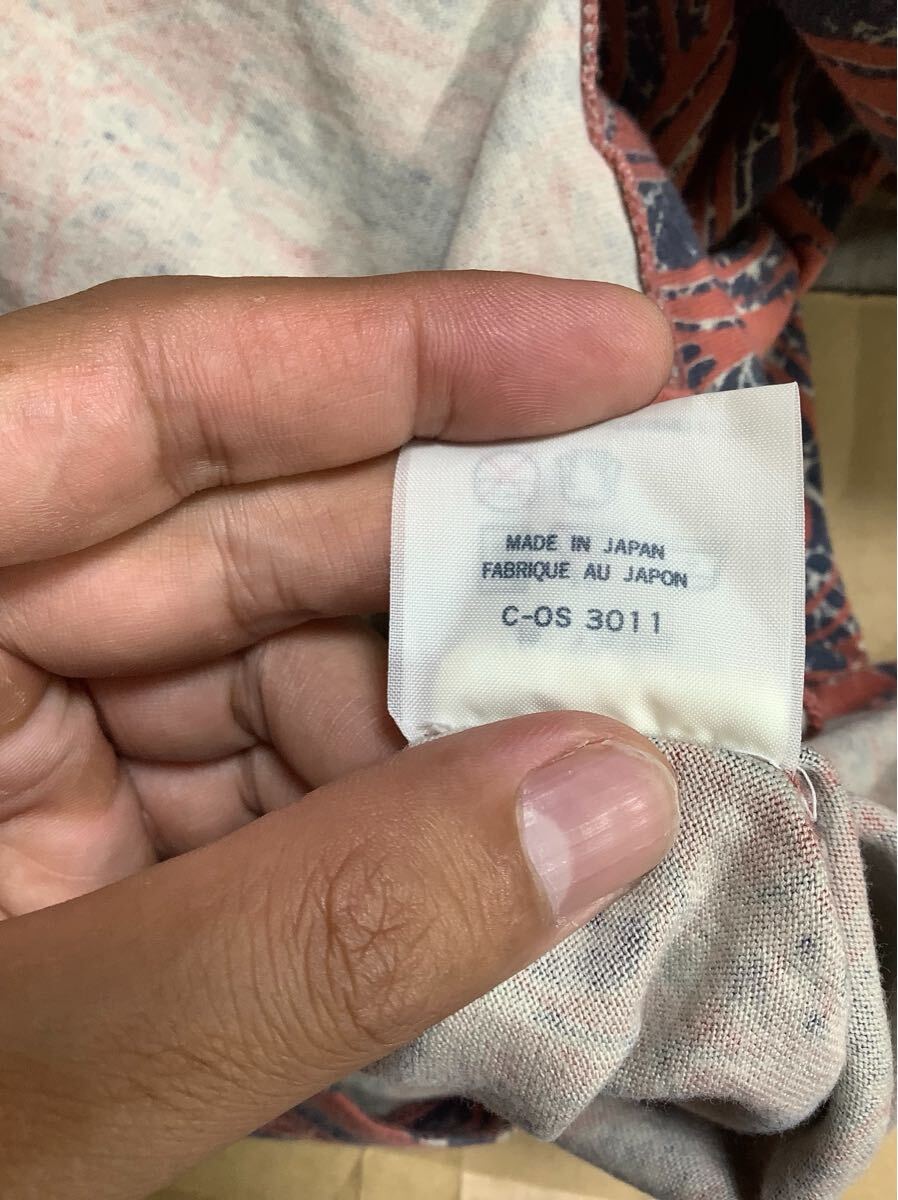 MADE IN JAPAN
FABRIQUE AU JAPON
C-OS 3011